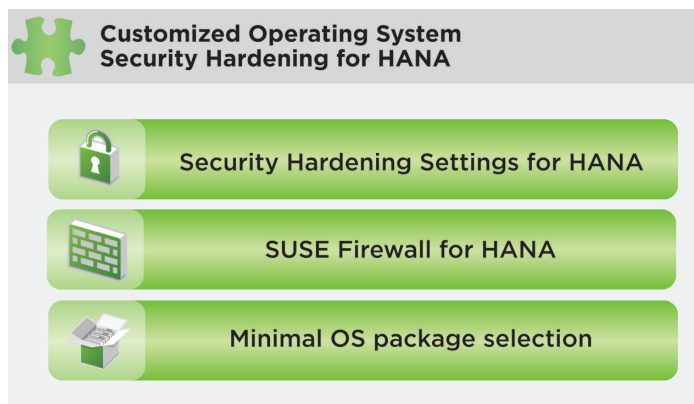 Customized Operating System
Security Hardening for HANA
Security Hardening Settings for HANA
SUSE Firewall for HANA
Minimal OS package selection